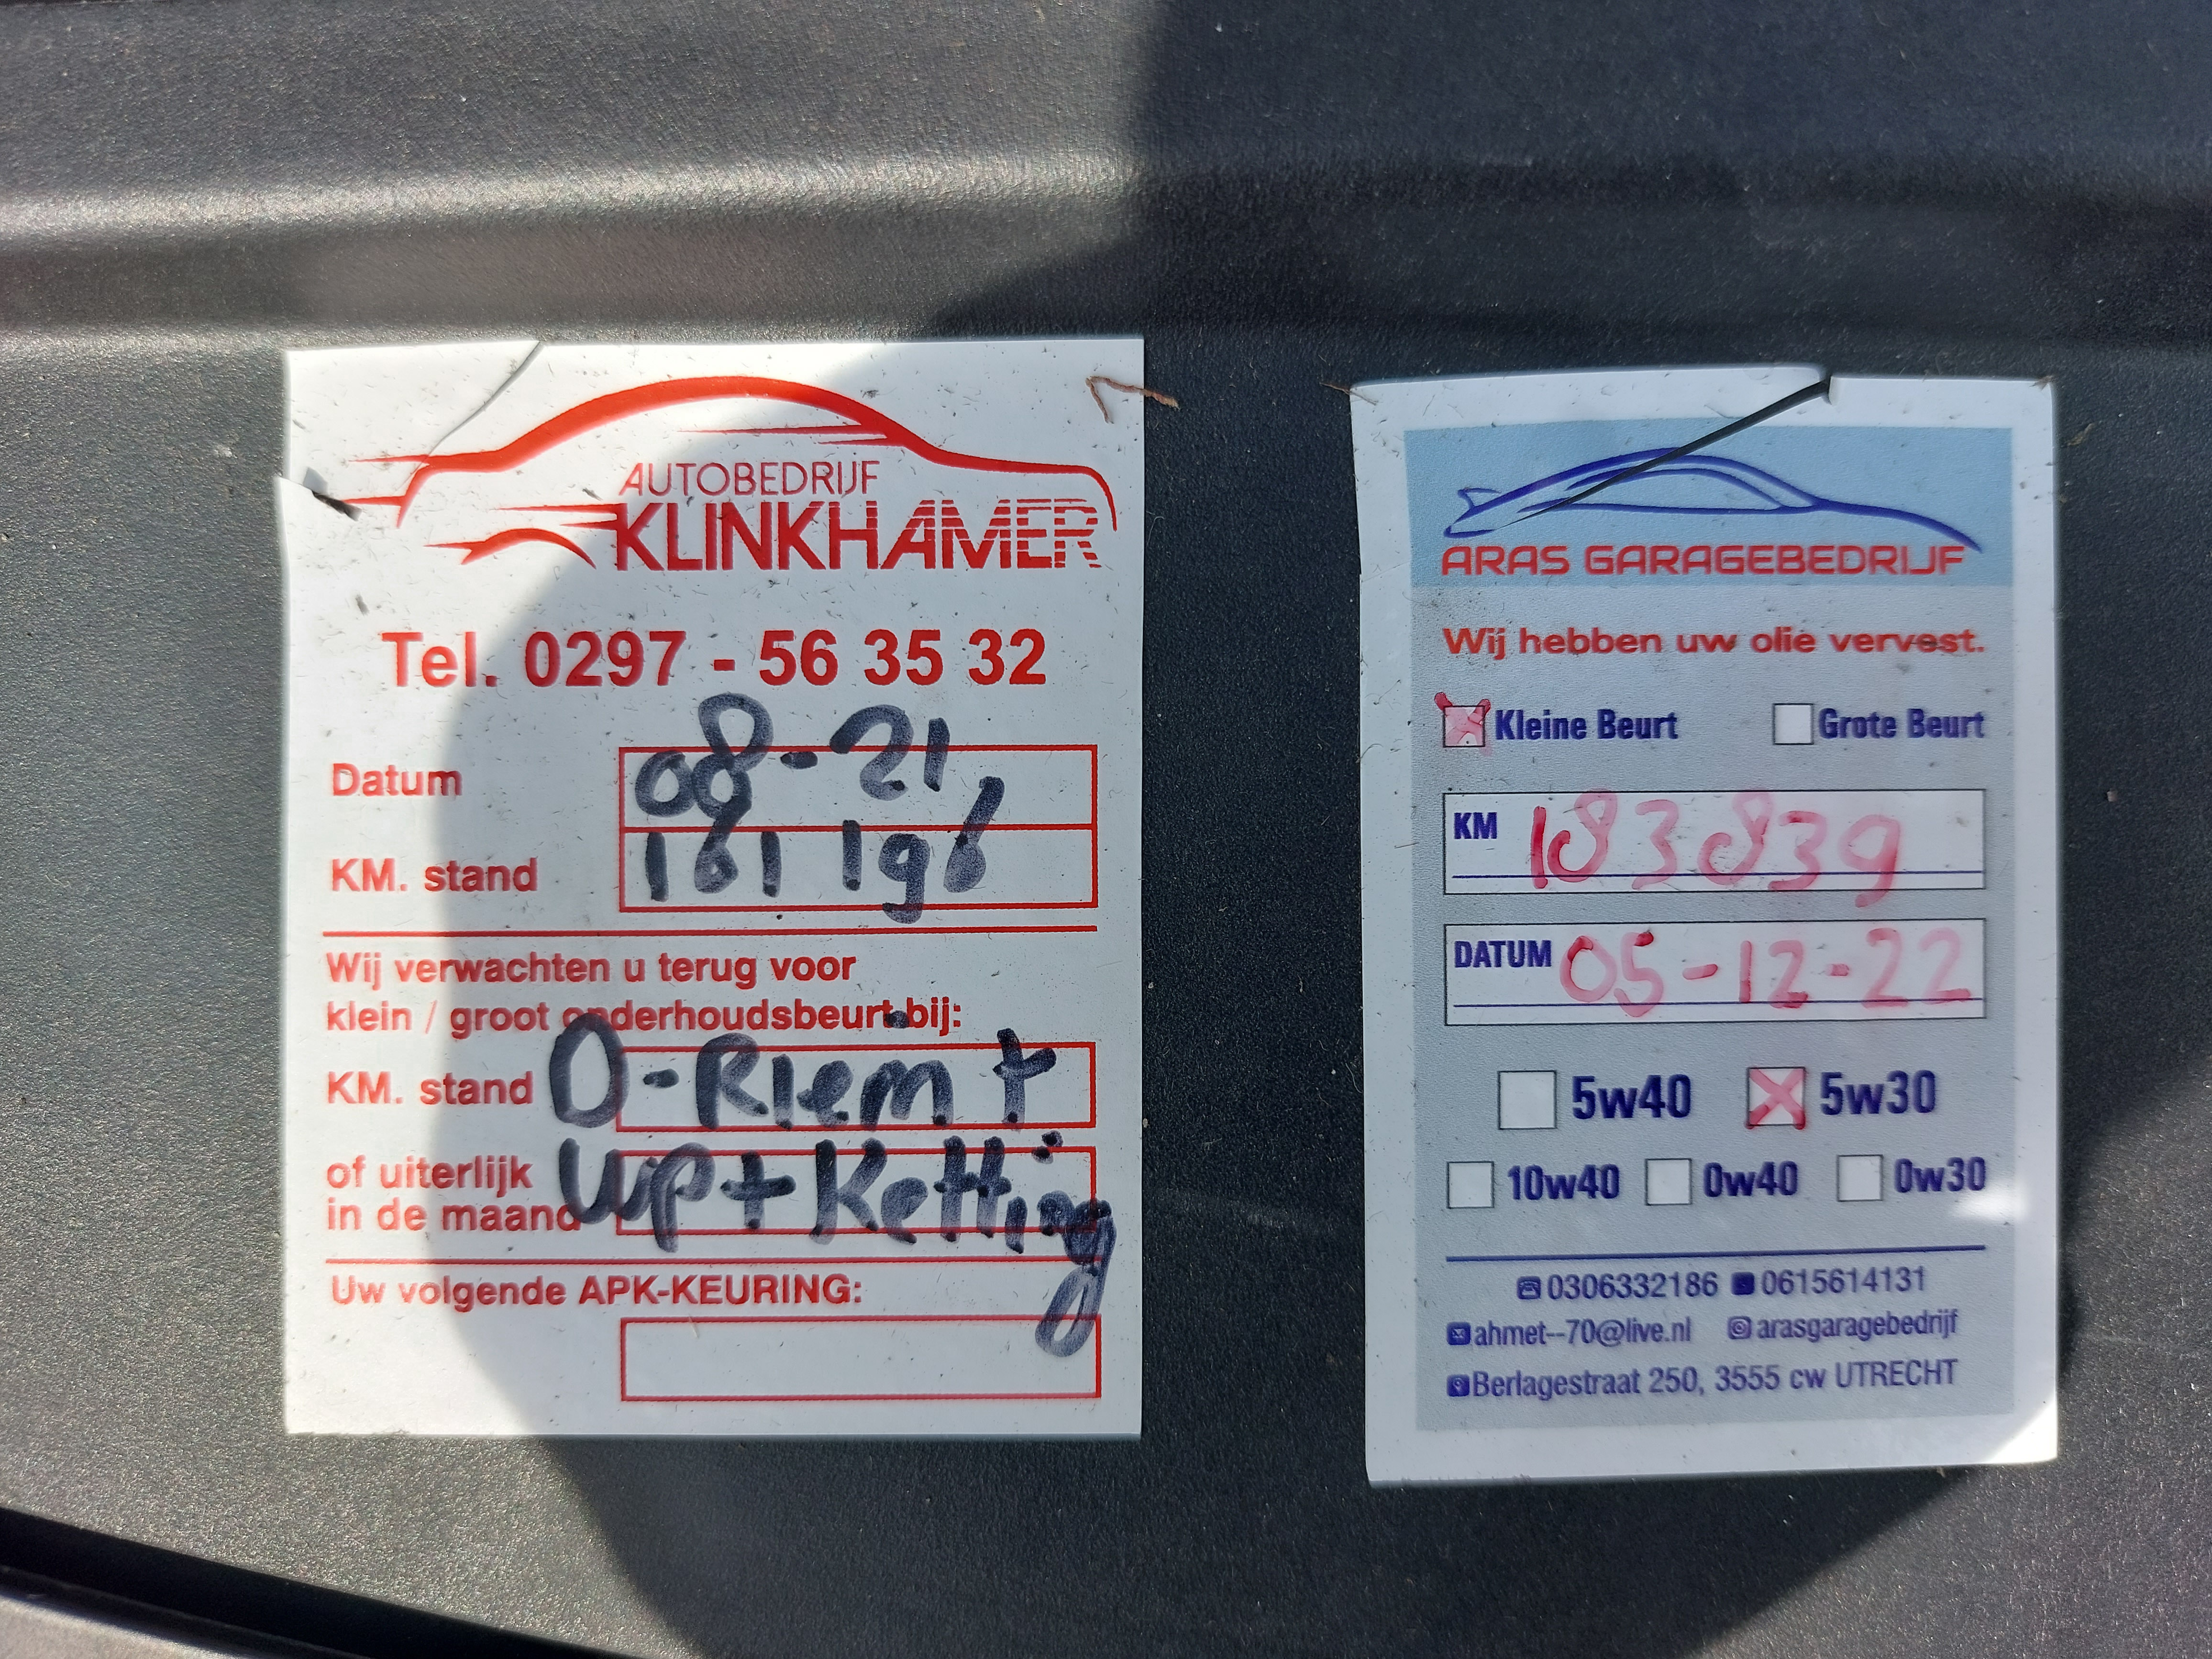 AUTOBEDRIJF
KLINKHAMER
Tel. 0297 - 56 35 32
Datum 08-21
KM. stand 161 196
Wij verwachten u terug voor
klein / groot onderhoudsbeurt bij:
KM. stand D-Riem +
of uiterlijk
in de maand WP + Ketting
Uw volgende APK-KEURING:
ARAS GARAGEBEDRIJF
Wij hebben uw olie ververst.
Kleine Beurt Grote Beurt
KM 183839
DATUM 05-12-22
5w40 5w30
10w40 0w40 0w30
0306332186 0615614131
ahmet--70@live.nl arasgaragebedrijf
Berlagestraat 250, 3555 cw UTRECHT